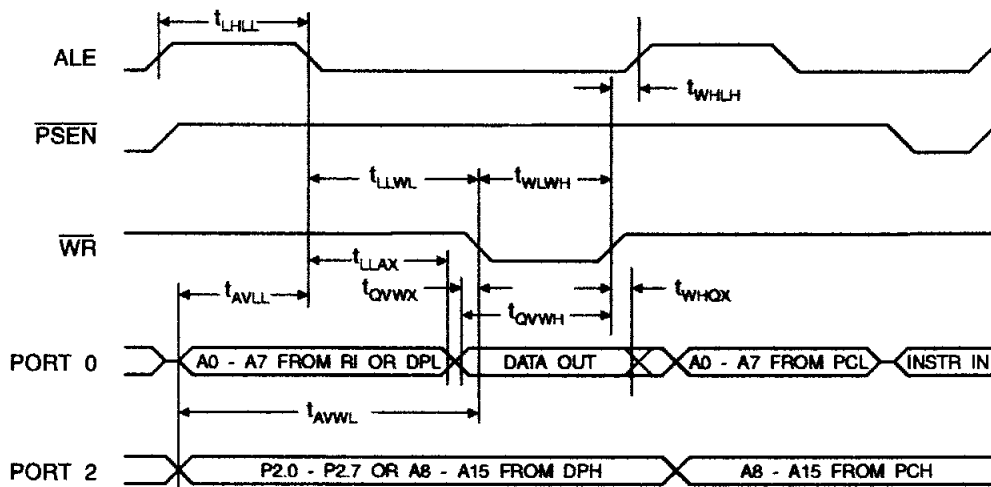 tLHLL
ALE
tWHLH
PSEN
tLLWL
tWLWH
WR
tLLAX
tAVLL
tQVWX
tWHQX
tQVWH
PORT 0
A0 - A7 FROM RI OR DPL
DATA OUT
A0 - A7 FROM PCL
INSTR IN
tAVWL
PORT 2
P2.0 - P2.7 OR A8 - A15 FROM DPH
A8 - A15 FROM PCH